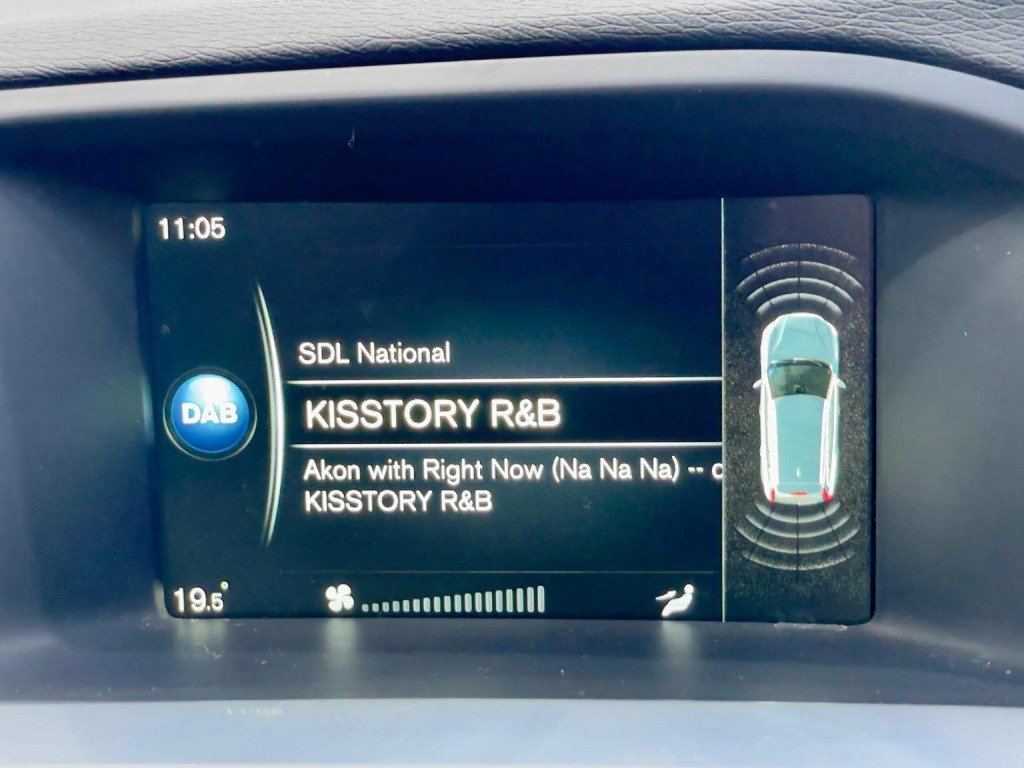 11:05
SDL National
DAB
KISSTORY R&B
Akon with Right Now (Na Na Na) --
KISSTORY R&B
19.5°